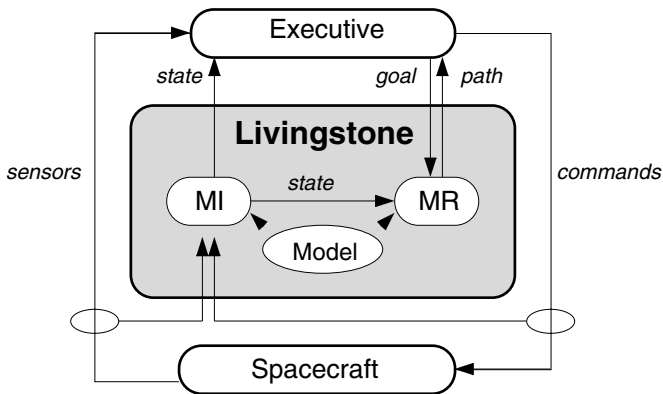 Executive
state
goal
path
Livingstone
sensors
commands
MI
state
MR
Model
Spacecraft